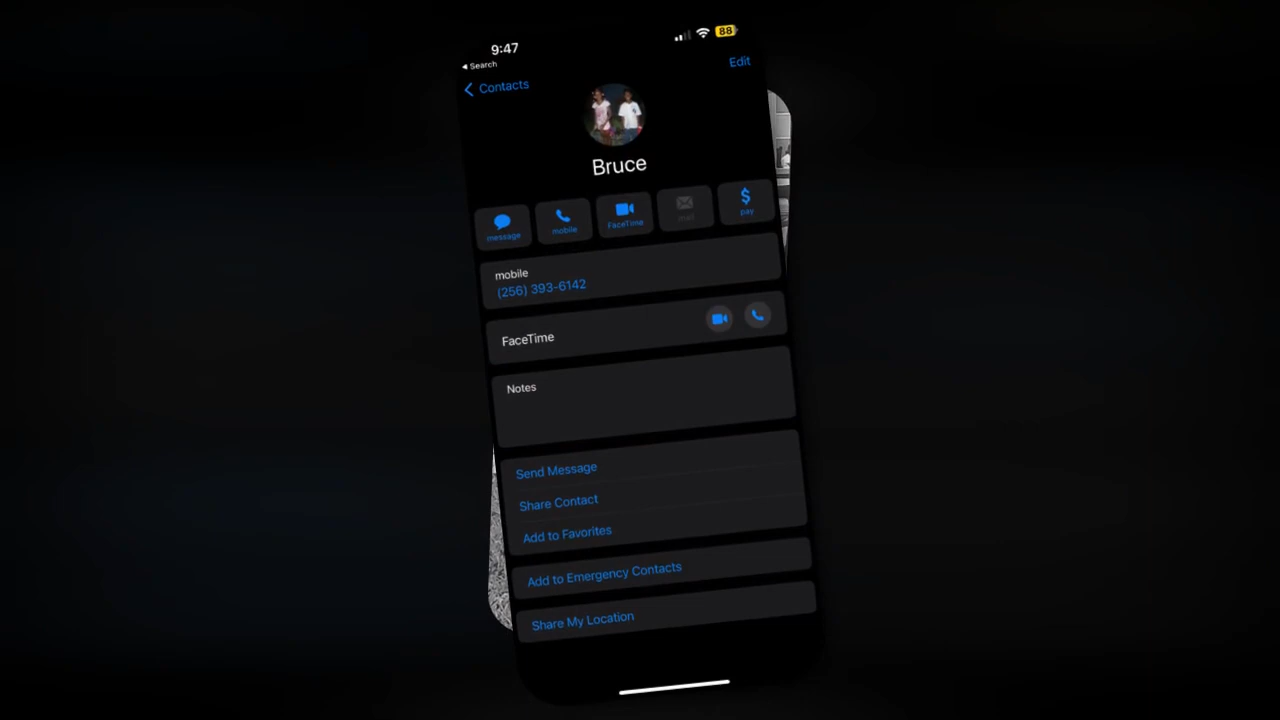 9:47
88
Search
Contacts
Edit
Bruce
message
mobile
FaceTime
mail
$
pay
mobile
(256) 393-6142
FaceTime
Notes
Send Message
Share Contact
Add to Favorites
Add to Emergency Contacts
Share My Location